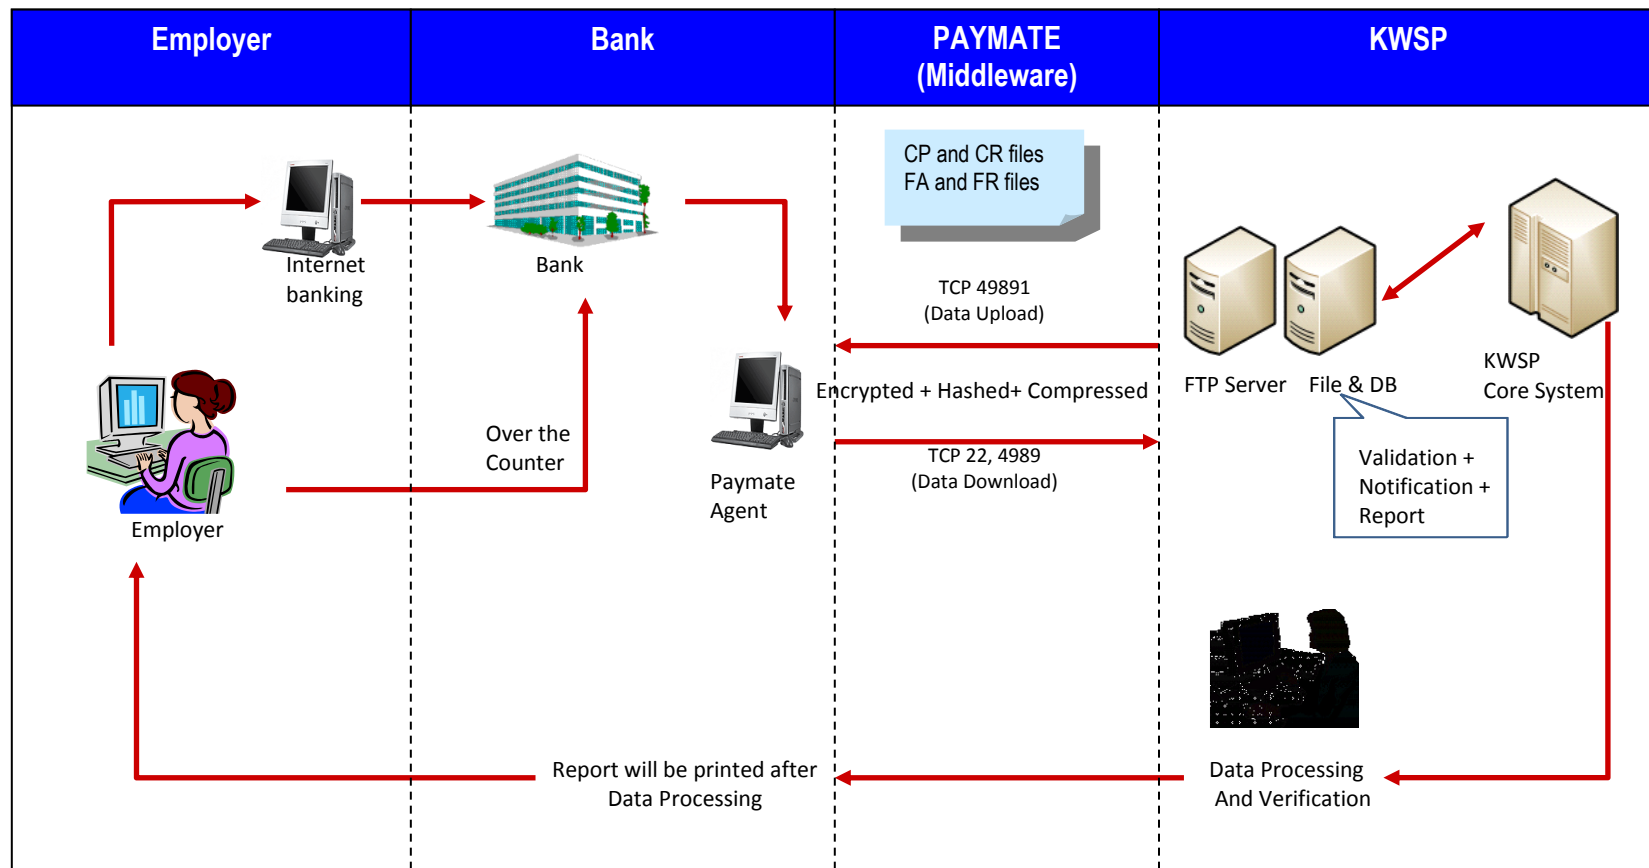 Employer
Bank
PAYMATE
(Middleware)
KWSP
CP and CR files
FA and FR files
Internet
banking
Bank
TCP 49891
(Data Upload)
FTP Server
File & DB
KWSP
Core System
Encrypted + Hashed+ Compressed
Over the
Counter
TCP 22, 4989
(Data Download)
Paymate
Agent
Validation +
Notification +
Report
Employer
Report will be printed after
Data Processing
Data Processing
And Verification